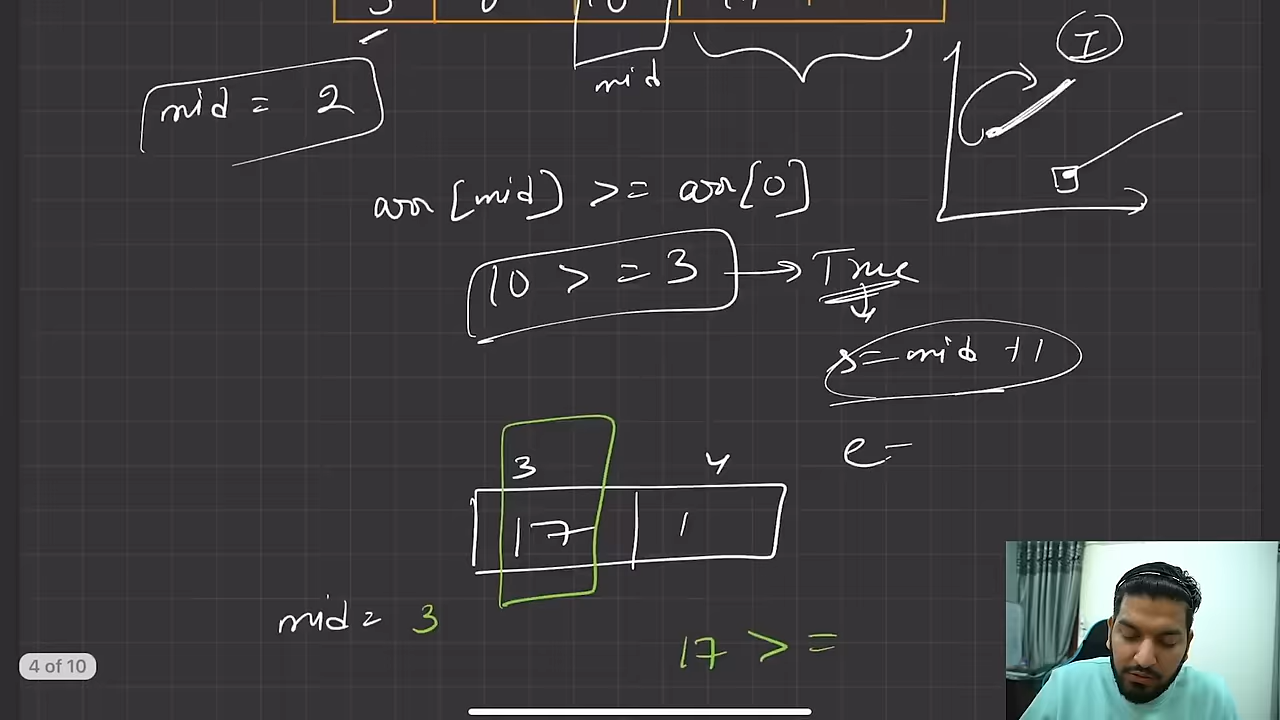 mid
I
mid = 2
arr [mid] >= arr [0]
10 > = 3 → True
s = mid + 1
e =
3 4
17 1
mid = 3
17 > =
4 of 10